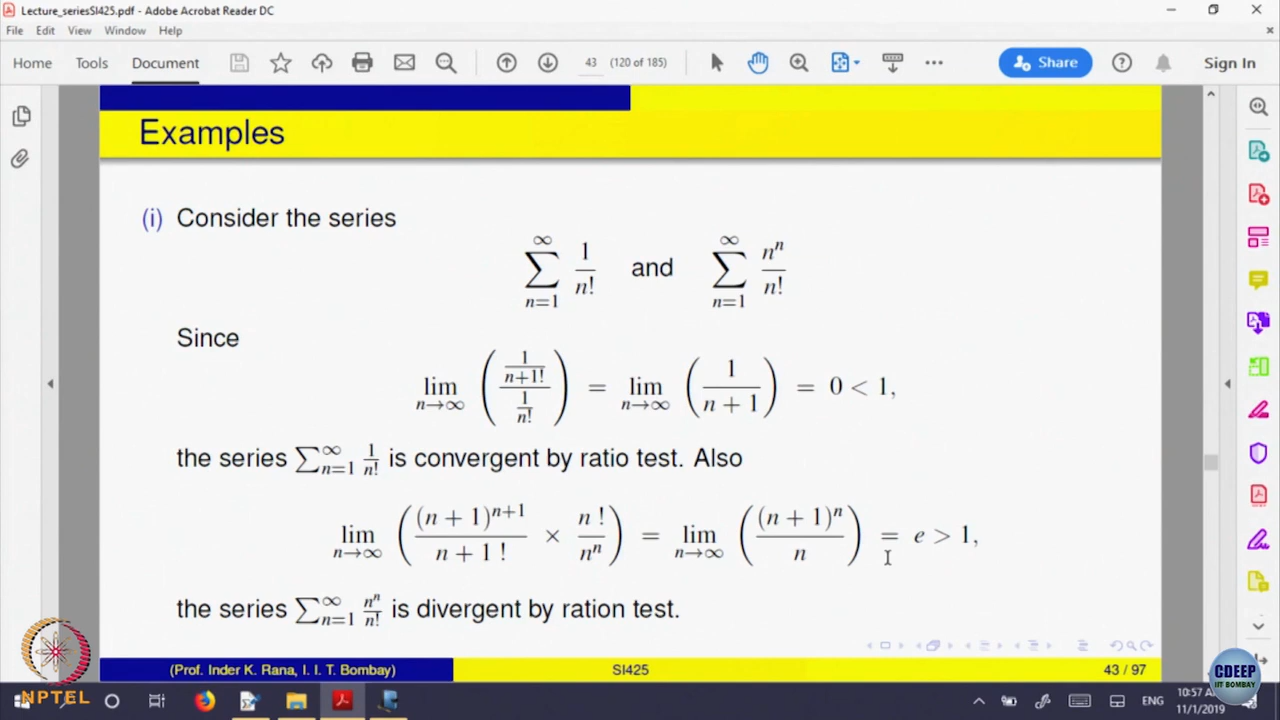 Lecture_seriesSI425.pdf - Adobe Acrobat Reader DC
File Edit View Window Help
Home Tools Document 43 (120 of 185) Share Sign In
Examples
(i) Consider the series
∑_{n=1}^{∞} 1/n! and ∑_{n=1}^{∞} n^n/n!
Since
lim_{n→∞} ( (1/n+1!) / (1/n!) ) = lim_{n→∞} ( 1/(n + 1) ) = 0 < 1,
the series ∑_{n=1}^{∞} 1/n! is convergent by ratio test. Also
lim_{n→∞} ( (n + 1)^{n+1}/n + 1 ! × n !/n^n ) = lim_{n→∞} ( (n + 1)^n/n ) = e > 1,
the series ∑_{n=1}^{∞} n^n/n! is divergent by ration test.
(Prof. Inder K. Rana, I. I. T. Bombay) SI425 43 / 97
NPTEL
CDEEP
IIT BOMBAY
ENG
10:57 A
11/1/2019